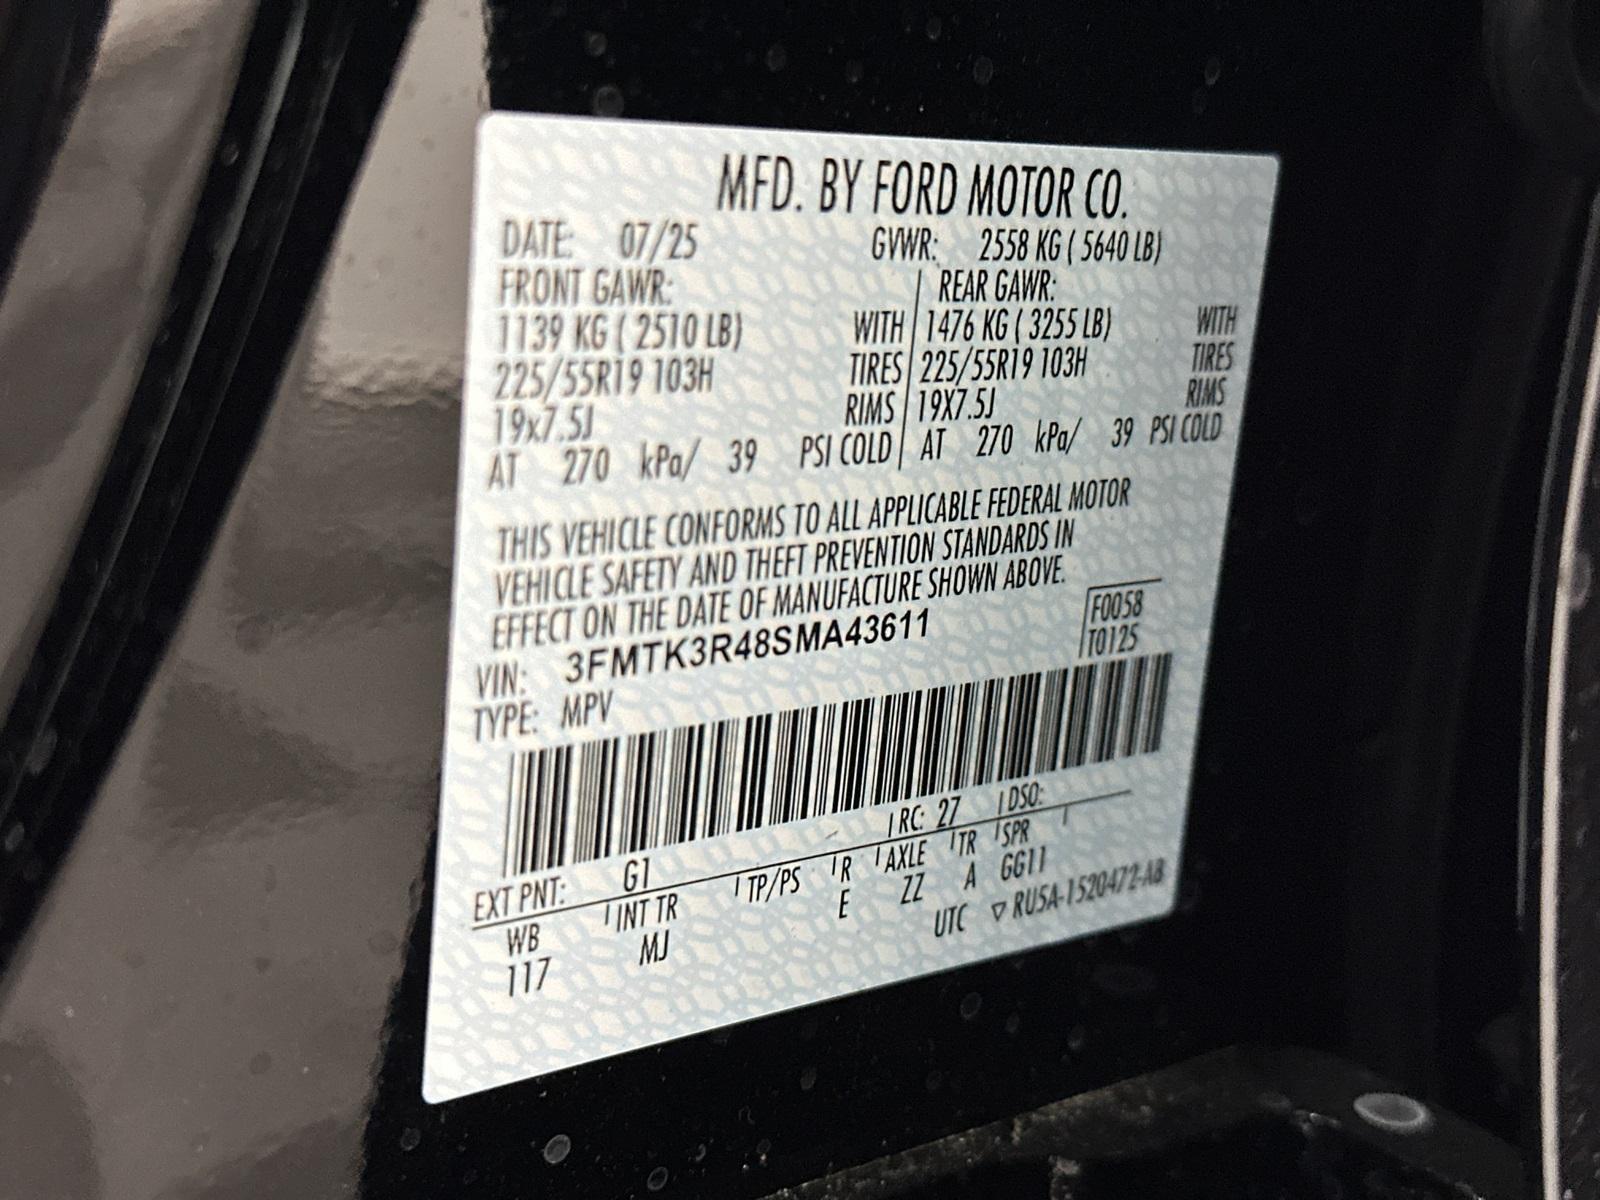 MFD. BY FORD MOTOR CO.
DATE: 07/25 GVWR: 2558 KG ( 5640 LB)
FRONT GAWR: REAR GAWR:
1139 KG ( 2510 LB) WITH 1476 KG ( 3255 LB) WITH
225/55R19 103H TIRES 225/55R19 103H TIRES
19x7.5J RIMS 19X7.5J RIMS
AT 270 kPa/ 39 PSI COLD AT 270 kPa/ 39 PSI COLD
THIS VEHICLE CONFORMS TO ALL APPLICABLE FEDERAL MOTOR
VEHICLE SAFETY AND THEFT PREVENTION STANDARDS IN
EFFECT ON THE DATE OF MANUFACTURE SHOWN ABOVE.
VIN: 3FMTK3R48SMA43611 F0058
TYPE: MPV T0125
EXT PNT: G1 RC: 27 DSO:
WB INT TR TP/PS R AXLE TR SPR
117 MJ E ZZ A GG11
UTC ▽ RU5A-1520472-AB